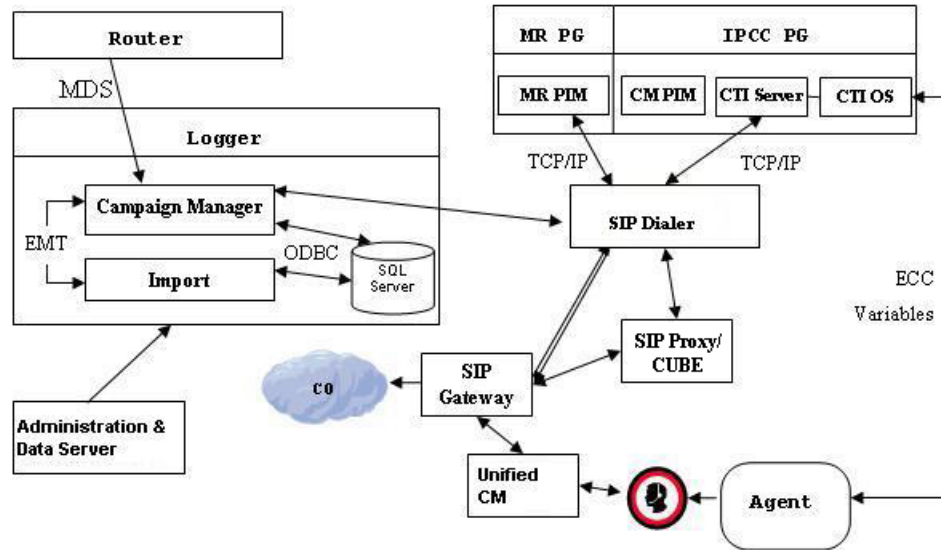 Router
MDS
Logger
Campaign Manager
EMT
ODBC
Import
SQL
Server
Administration &
Data Server
MR PG
IPCC PG
MR PIM
CM PIM
CTI Server
CTI OS
TCP/IP
TCP/IP
SIP Dialer
ECC
Variables
SIP Proxy/
CUBE
CO
SIP
Gateway
Unified
CM
Agent